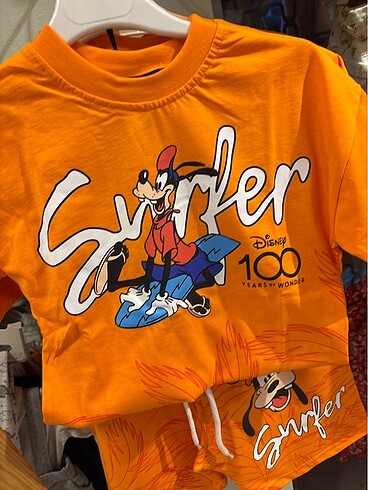 Surfer
Disney
100
YEARS OF WONDER
Surfer